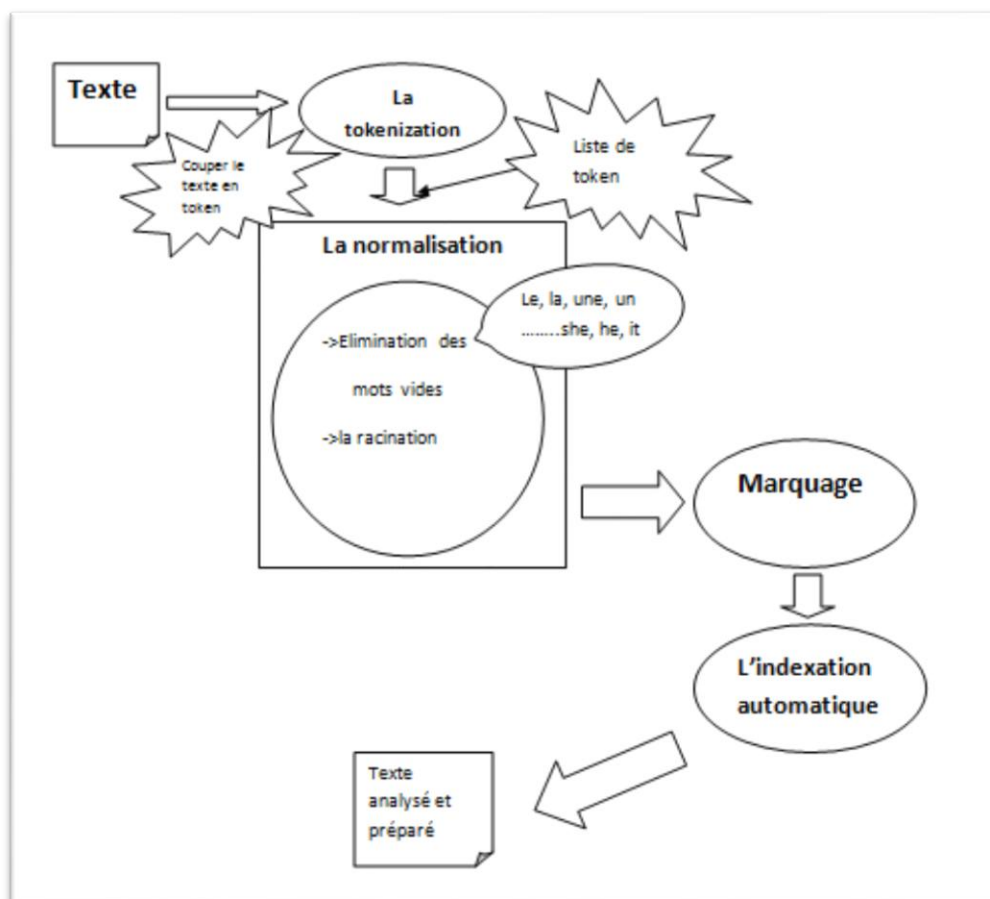 Texte
La
tokenization
Couper le
texte en
token
Liste de
token
La normalisation
Le, la, une, un
........she, he, it
->Elimination des
mots vides
->la racination
Marquage
L'indexation
automatique
Texte
analysé et
préparé